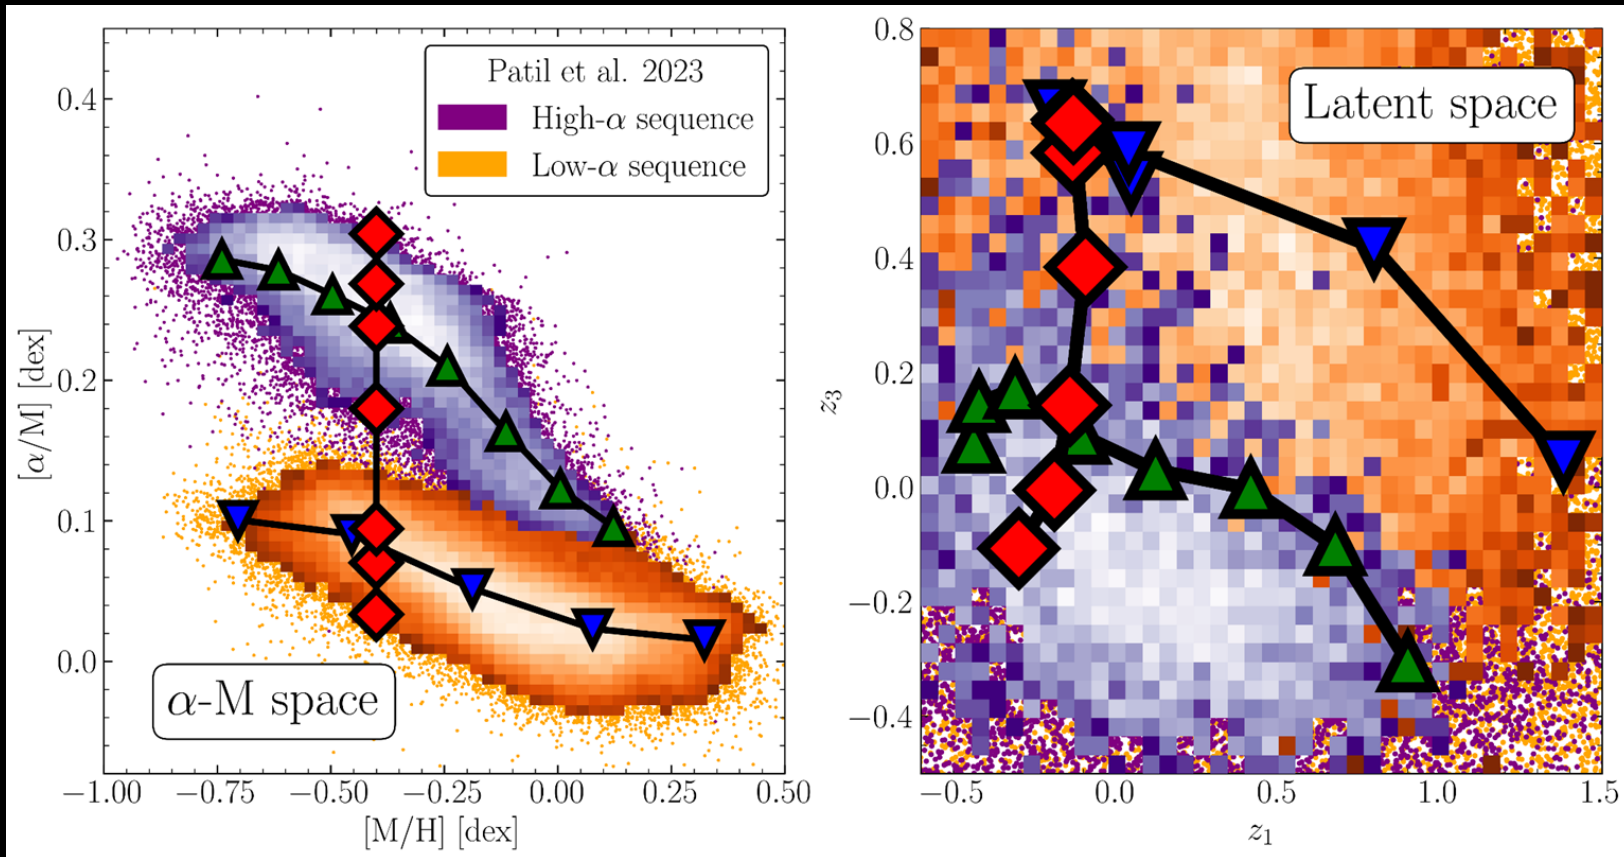 Patil et al. 2023
High-α sequence
Low-α sequence
0.4
0.3
0.2
0.1
0.0
[α/M] [dex]
α-M space
−1.00 −0.75 −0.50 −0.25 0.00 0.25 0.50
[M/H] [dex]
Latent space
0.8
0.6
0.4
0.2
0.0
−0.2
−0.4
z3
−0.5 0.0 0.5 1.0 1.5
z1